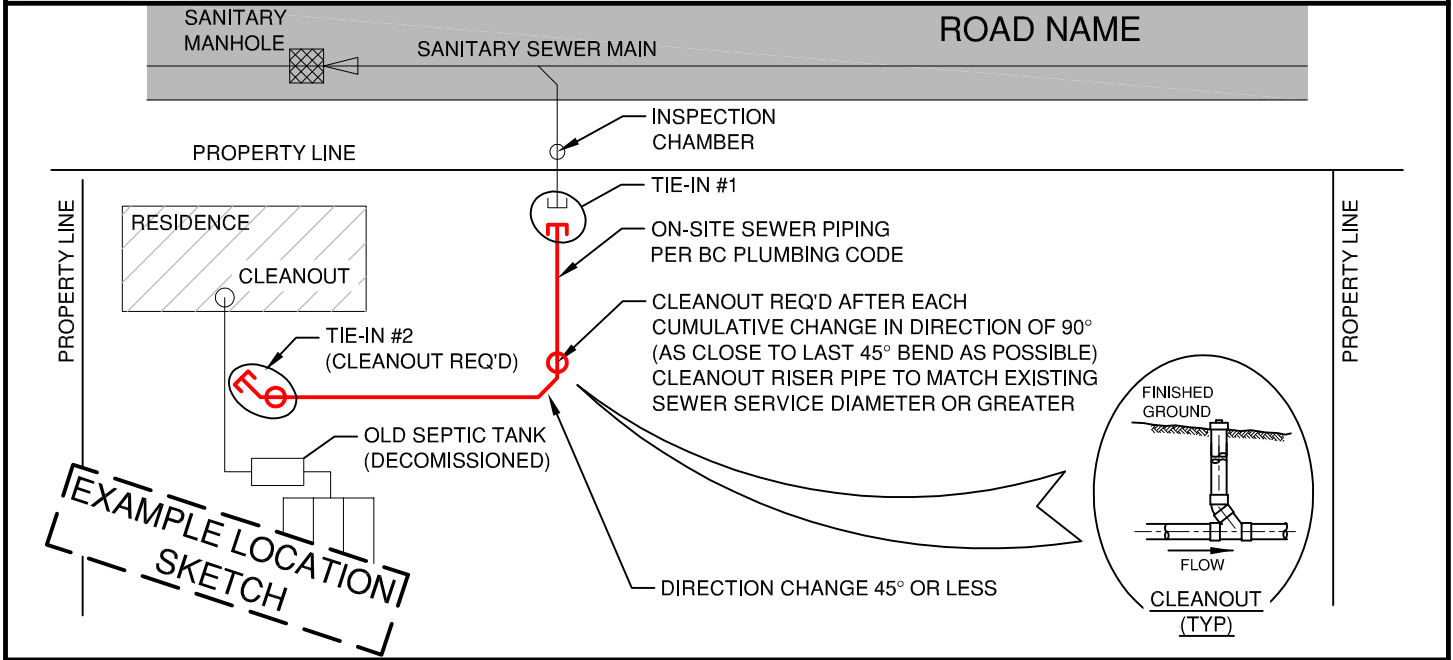 SANITARY
MANHOLE
SANITARY SEWER MAIN
ROAD NAME
INSPECTION
CHAMBER
PROPERTY LINE
TIE-IN #1
PROPERTY LINE
RESIDENCE
CLEANOUT
ON-SITE SEWER PIPING
PER BC PLUMBING CODE
PROPERTY LINE
TIE-IN #2
(CLEANOUT REQ'D)
CLEANOUT REQ'D AFTER EACH
CUMULATIVE CHANGE IN DIRECTION OF 90°
(AS CLOSE TO LAST 45° BEND AS POSSIBLE)
CLEANOUT RISER PIPE TO MATCH EXISTING
SEWER SERVICE DIAMETER OR GREATER
OLD SEPTIC TANK
(DECOMISSIONED)
FINISHED
GROUND
FLOW
CLEANOUT
(TYP)
EXAMPLE LOCATION
SKETCH
DIRECTION CHANGE 45° OR LESS